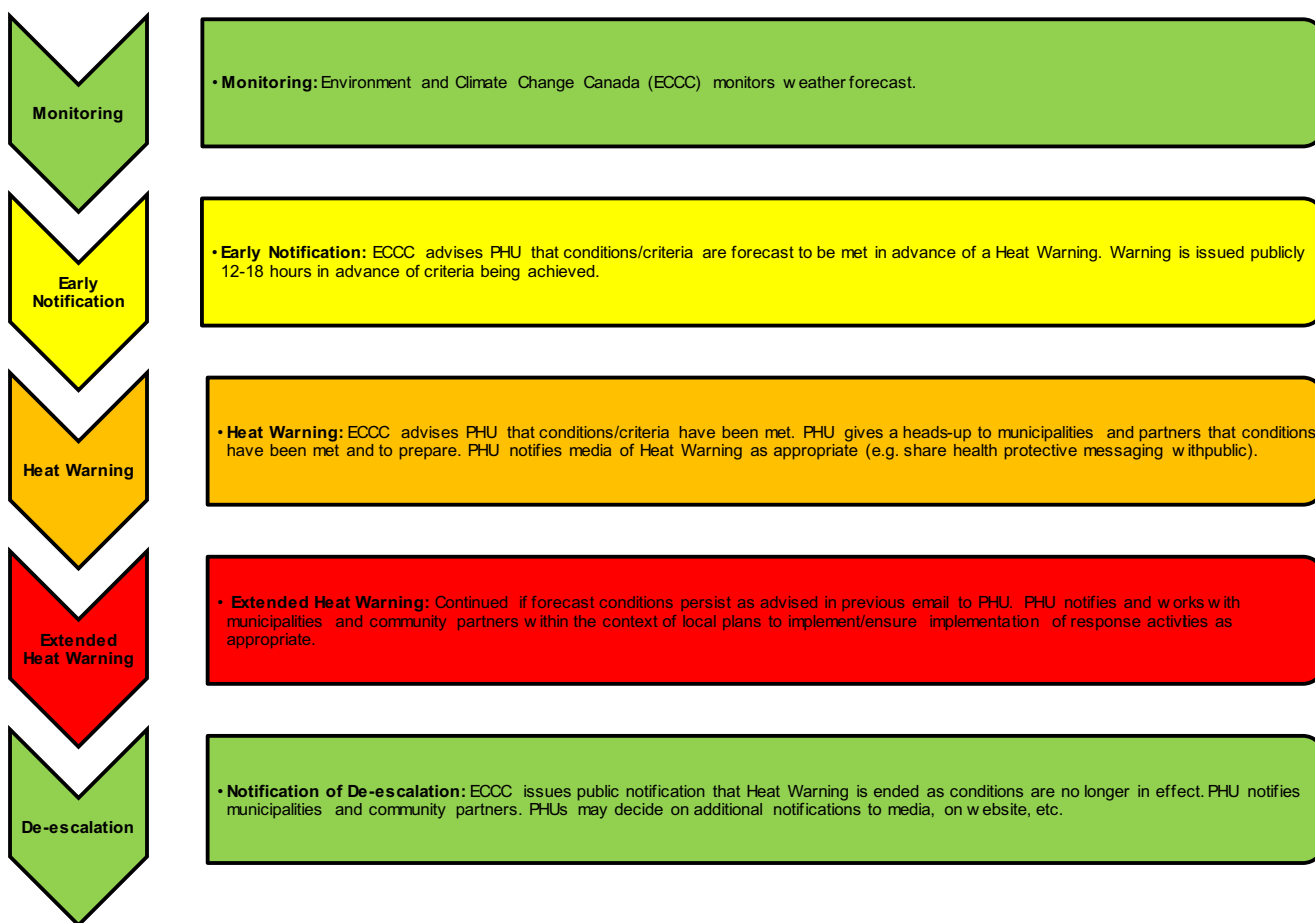 Monitoring
• Monitoring: Environment and Climate Change Canada (ECCC) monitors weather forecast.
Early
Notification
• Early Notification: ECCC advises PHU that conditions/criteria are forecast to be met in advance of a Heat Warning. Warning is issued publicly
12-18 hours in advance of criteria being achieved.
Heat Warning
• Heat Warning: ECCC advises PHU that conditions/criteria have been met. PHU gives a heads-up to municipalities and partners that conditions
have been met and to prepare. PHU notifies media of Heat Warning as appropriate (e.g. share health protective messaging withpublic).
Extended
Heat Warning
• Extended Heat Warning: Continued if forecast conditions persist as advised in previous email to PHU. PHU notifies and works with
municipalities and community partners within the context of local plans to implement/ensure implementation of response activties as
appropriate.
De-escalation
• Notification of De-escalation: ECCC issues public notification that Heat Warning is ended as conditions are no longer in effect. PHU notifies
municipalities and community partners. PHUs may decide on additional notifications to media, on website, etc.